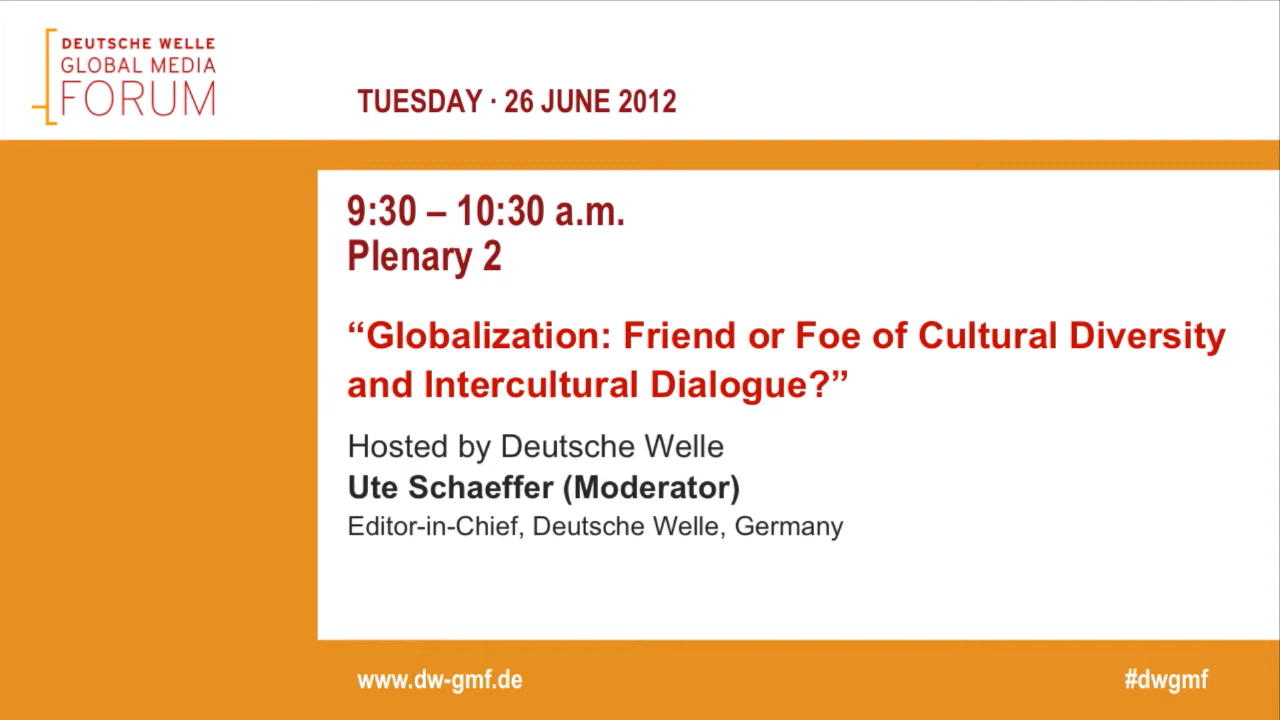 DEUTSCHE WELLE
GLOBAL MEDIA
FORUM
TUESDAY · 26 JUNE 2012
9:30 – 10:30 a.m.
Plenary 2
“Globalization: Friend or Foe of Cultural Diversity
and Intercultural Dialogue?”
Hosted by Deutsche Welle
Ute Schaeffer (Moderator)
Editor-in-Chief, Deutsche Welle, Germany
www.dw-gmf.de
#dwgmf